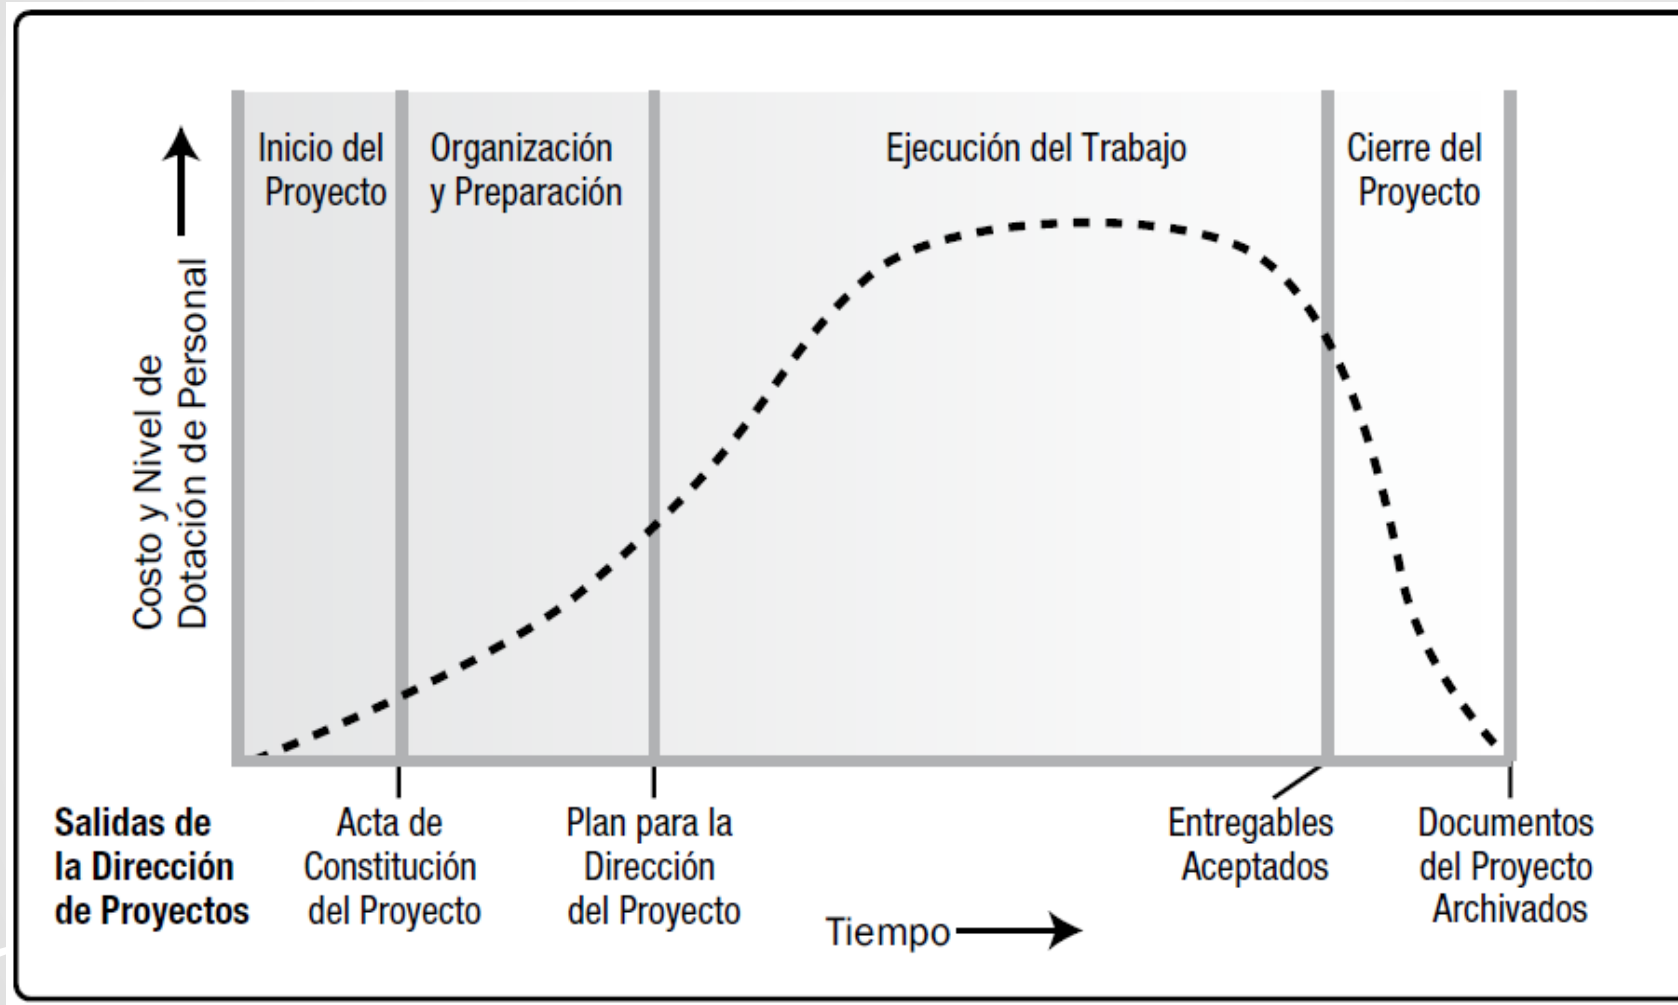 Inicio del
Proyecto
Organización
y Preparación
Ejecución del Trabajo
Cierre del
Proyecto
Costo y Nivel de
Dotación de Personal
Salidas de
la Dirección
de Proyectos
Acta de
Constitución
del Proyecto
Plan para la
Dirección
del Proyecto
Entregables
Aceptados
Documentos
del Proyecto
Archivados
Tiempo